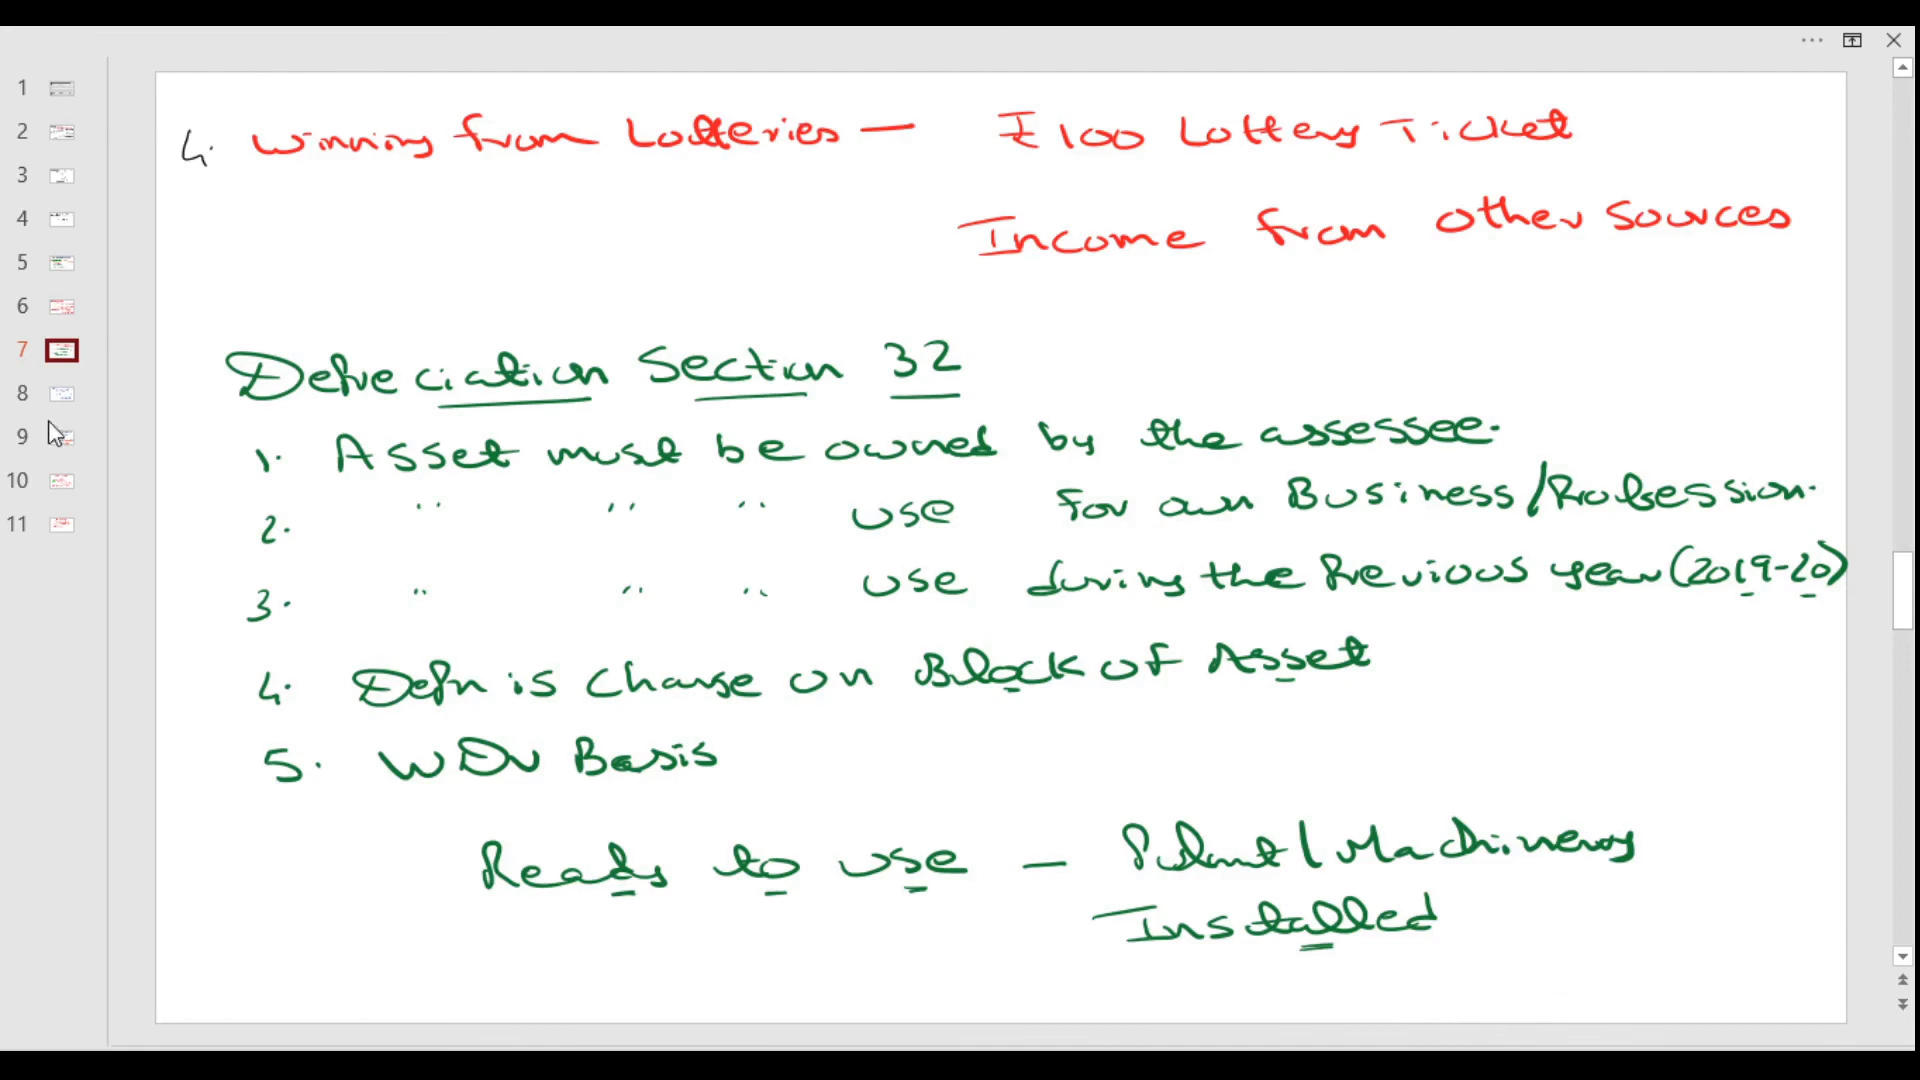 1
2
3
4
5
6
7
8
9
10
11
4. Winning from Lotteries — ₹100 Lottery Ticket
Income from other sources
Depreciation Section 32
1. Asset must be owned by the assessee.
2. " " " use for own Business/Profession.
3. " " " use during the Previous year (2019-20)
4. Depn is charge on Block of Asset
5. WDV Basis
Ready to use — Plant/Machinery
Installed